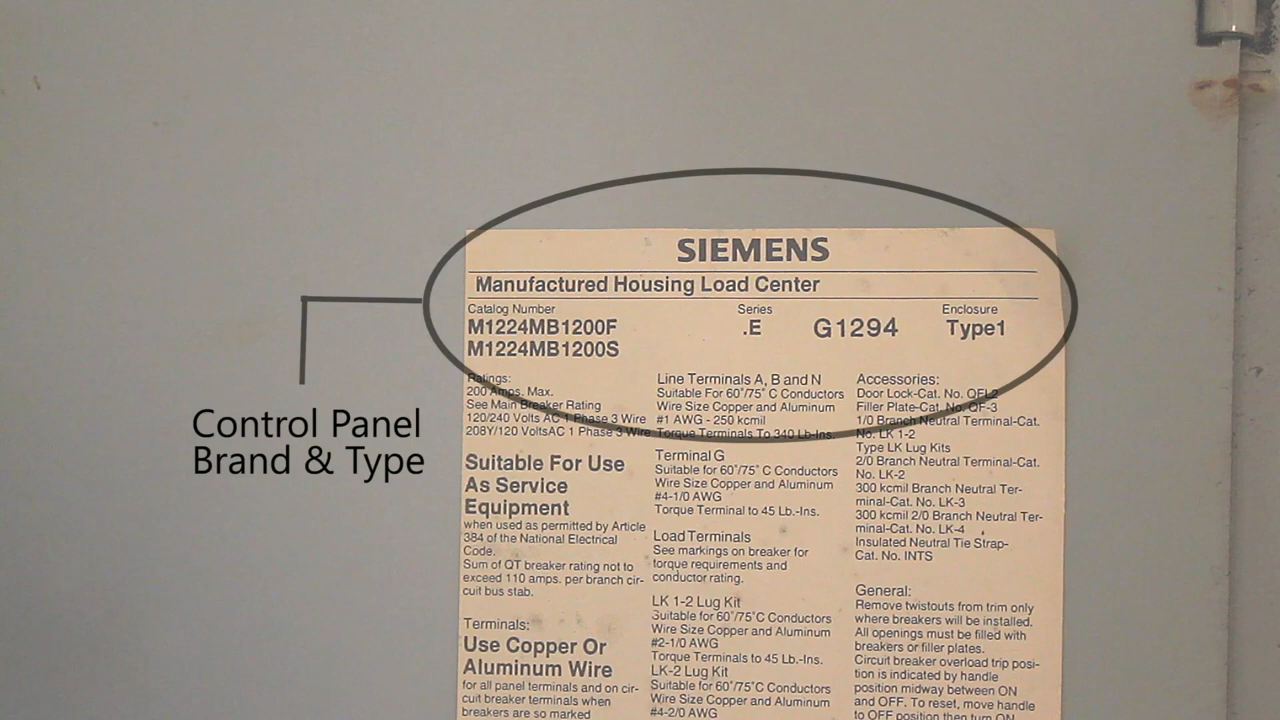 SIEMENS
Manufactured Housing Load Center
Catalog Number
M1224MB1200F
M1224MB1200S
Series
.E
G1294
Enclosure
Type1
Control Panel
Brand & Type
Ratings:
200 Amps. Max.
See Main Breaker Rating
120/240 Volts AC 1 Phase 3 Wire
208Y/120 VoltsAC 1 Phase 3 Wire
Suitable For Use
As Service
Equipment
when used as permitted by Article
384 of the National Electrical
Code.
Sum of QT breaker rating not to
exceed 110 amps. per branch cir-
cuit bus stab.
Terminals:
Use Copper Or
Aluminum Wire
for all panel terminals and on cir-
cuit breaker terminals when
breakers are so marked
Line Terminals A, B and N
Suitable For 60°/75° C Conductors
Wire Size Copper and Aluminum
#1 AWG - 250 kcmil
Torque Terminals To 340 Lb-Ins.
Terminal G
Suitable for 60°/75° C Conductors
Wire Size Copper and Aluminum
#4-1/0 AWG
Torque Terminal to 45 Lb.-Ins.
Load Terminals
See markings on breaker for
torque requirements and
conductor rating.
LK 1-2 Lug Kit
Suitable for 60°/75°C Conductors
Wire Size Copper and Aluminum
#2-1/0 AWG
Torque Terminals to 45 Lb.-Ins.
LK-2 Lug Kit
Suitable for 60°/75°C Conductors
Wire Size Copper and Aluminum
#4-2/0 AWG
Accessories:
Door Lock-Cat. No. QFL2
Filler Plate-Cat. No. QF-3
1/0 Branch Neutral Terminal-Cat.
No. LK 1-2
Type LK Lug Kits
2/0 Branch Neutral Terminal-Cat.
No. LK-2
300 kcmil Branch Neutral Ter-
minal-Cat. No. LK-3
300 kcmil 2/0 Branch Neutral Ter-
minal-Cat. No. LK-4
Insulated Neutral Tie Strap-
Cat. No. INTS
General:
Remove twistouts from trim only
where breakers will be installed.
All openings must be filled with
breakers or filler plates.
Circuit breaker overload trip posi-
tion is indicated by handle
position midway between ON
and OFF. To reset, move handle
to OFF position then turn ON